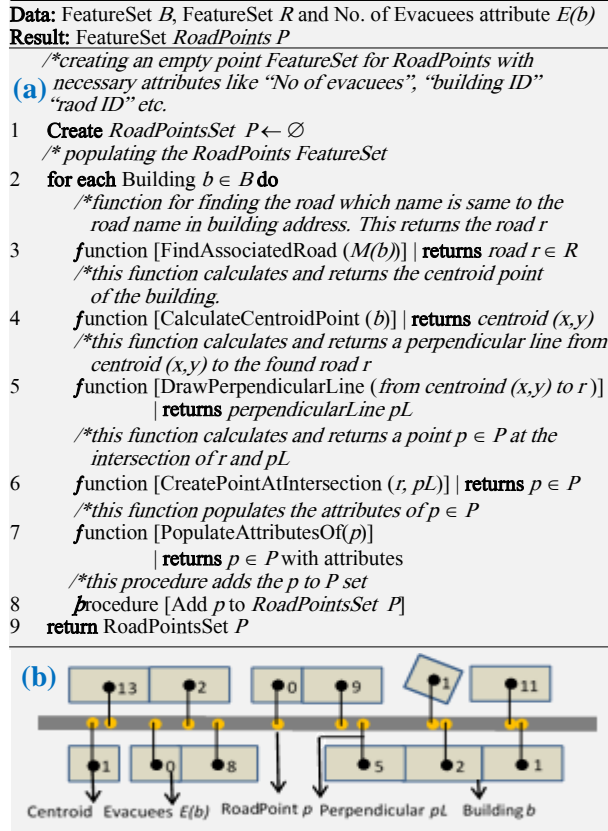 Data: FeatureSet B, FeatureSet R and No. of Evacuees attribute E(b)
Result: FeatureSet RoadPoints P
/*creating an empty point FeatureSet for RoadPoints with
(a) necessary attributes like “No of evacuees”, “building ID”
“raod ID” etc.
1 Create RoadPointsSet P ← ∅
/* populating the RoadPoints FeatureSet
2 for each Building b ∈ B do
/*function for finding the road which name is same to the
road name in building address. This returns the road r
3 function [FindAssociatedRoad (M(b))] | returns road r ∈ R
/*this function calculates and returns the centroid point
of the building.
4 function [CalculateCentroidPoint (b)] | returns centroid (x,y)
/*this function calculates and returns a perpendicular line from
centroid (x,y) to the found road r
5 function [DrawPerpendicularLine (from centroind (x,y) to r )]
| returns perpendicularLine pL
/*this function calculates and returns a point p ∈ P at the
intersection of r and pL
6 function [CreatePointAtIntersection (r, pL)] | returns p ∈ P
/*this function populates the attributes of p ∈ P
7 function [PopulateAttributesOf(p)]
| returns p ∈ P with attributes
/*this procedure adds the p to P set
8 procedure [Add p to RoadPointsSet P]
9 return RoadPointsSet P
(b)
13 2 0 9 1 11
1 0 8 5 2 1
Centroid Evacuees E(b) RoadPoint p Perpendicular pL Building b